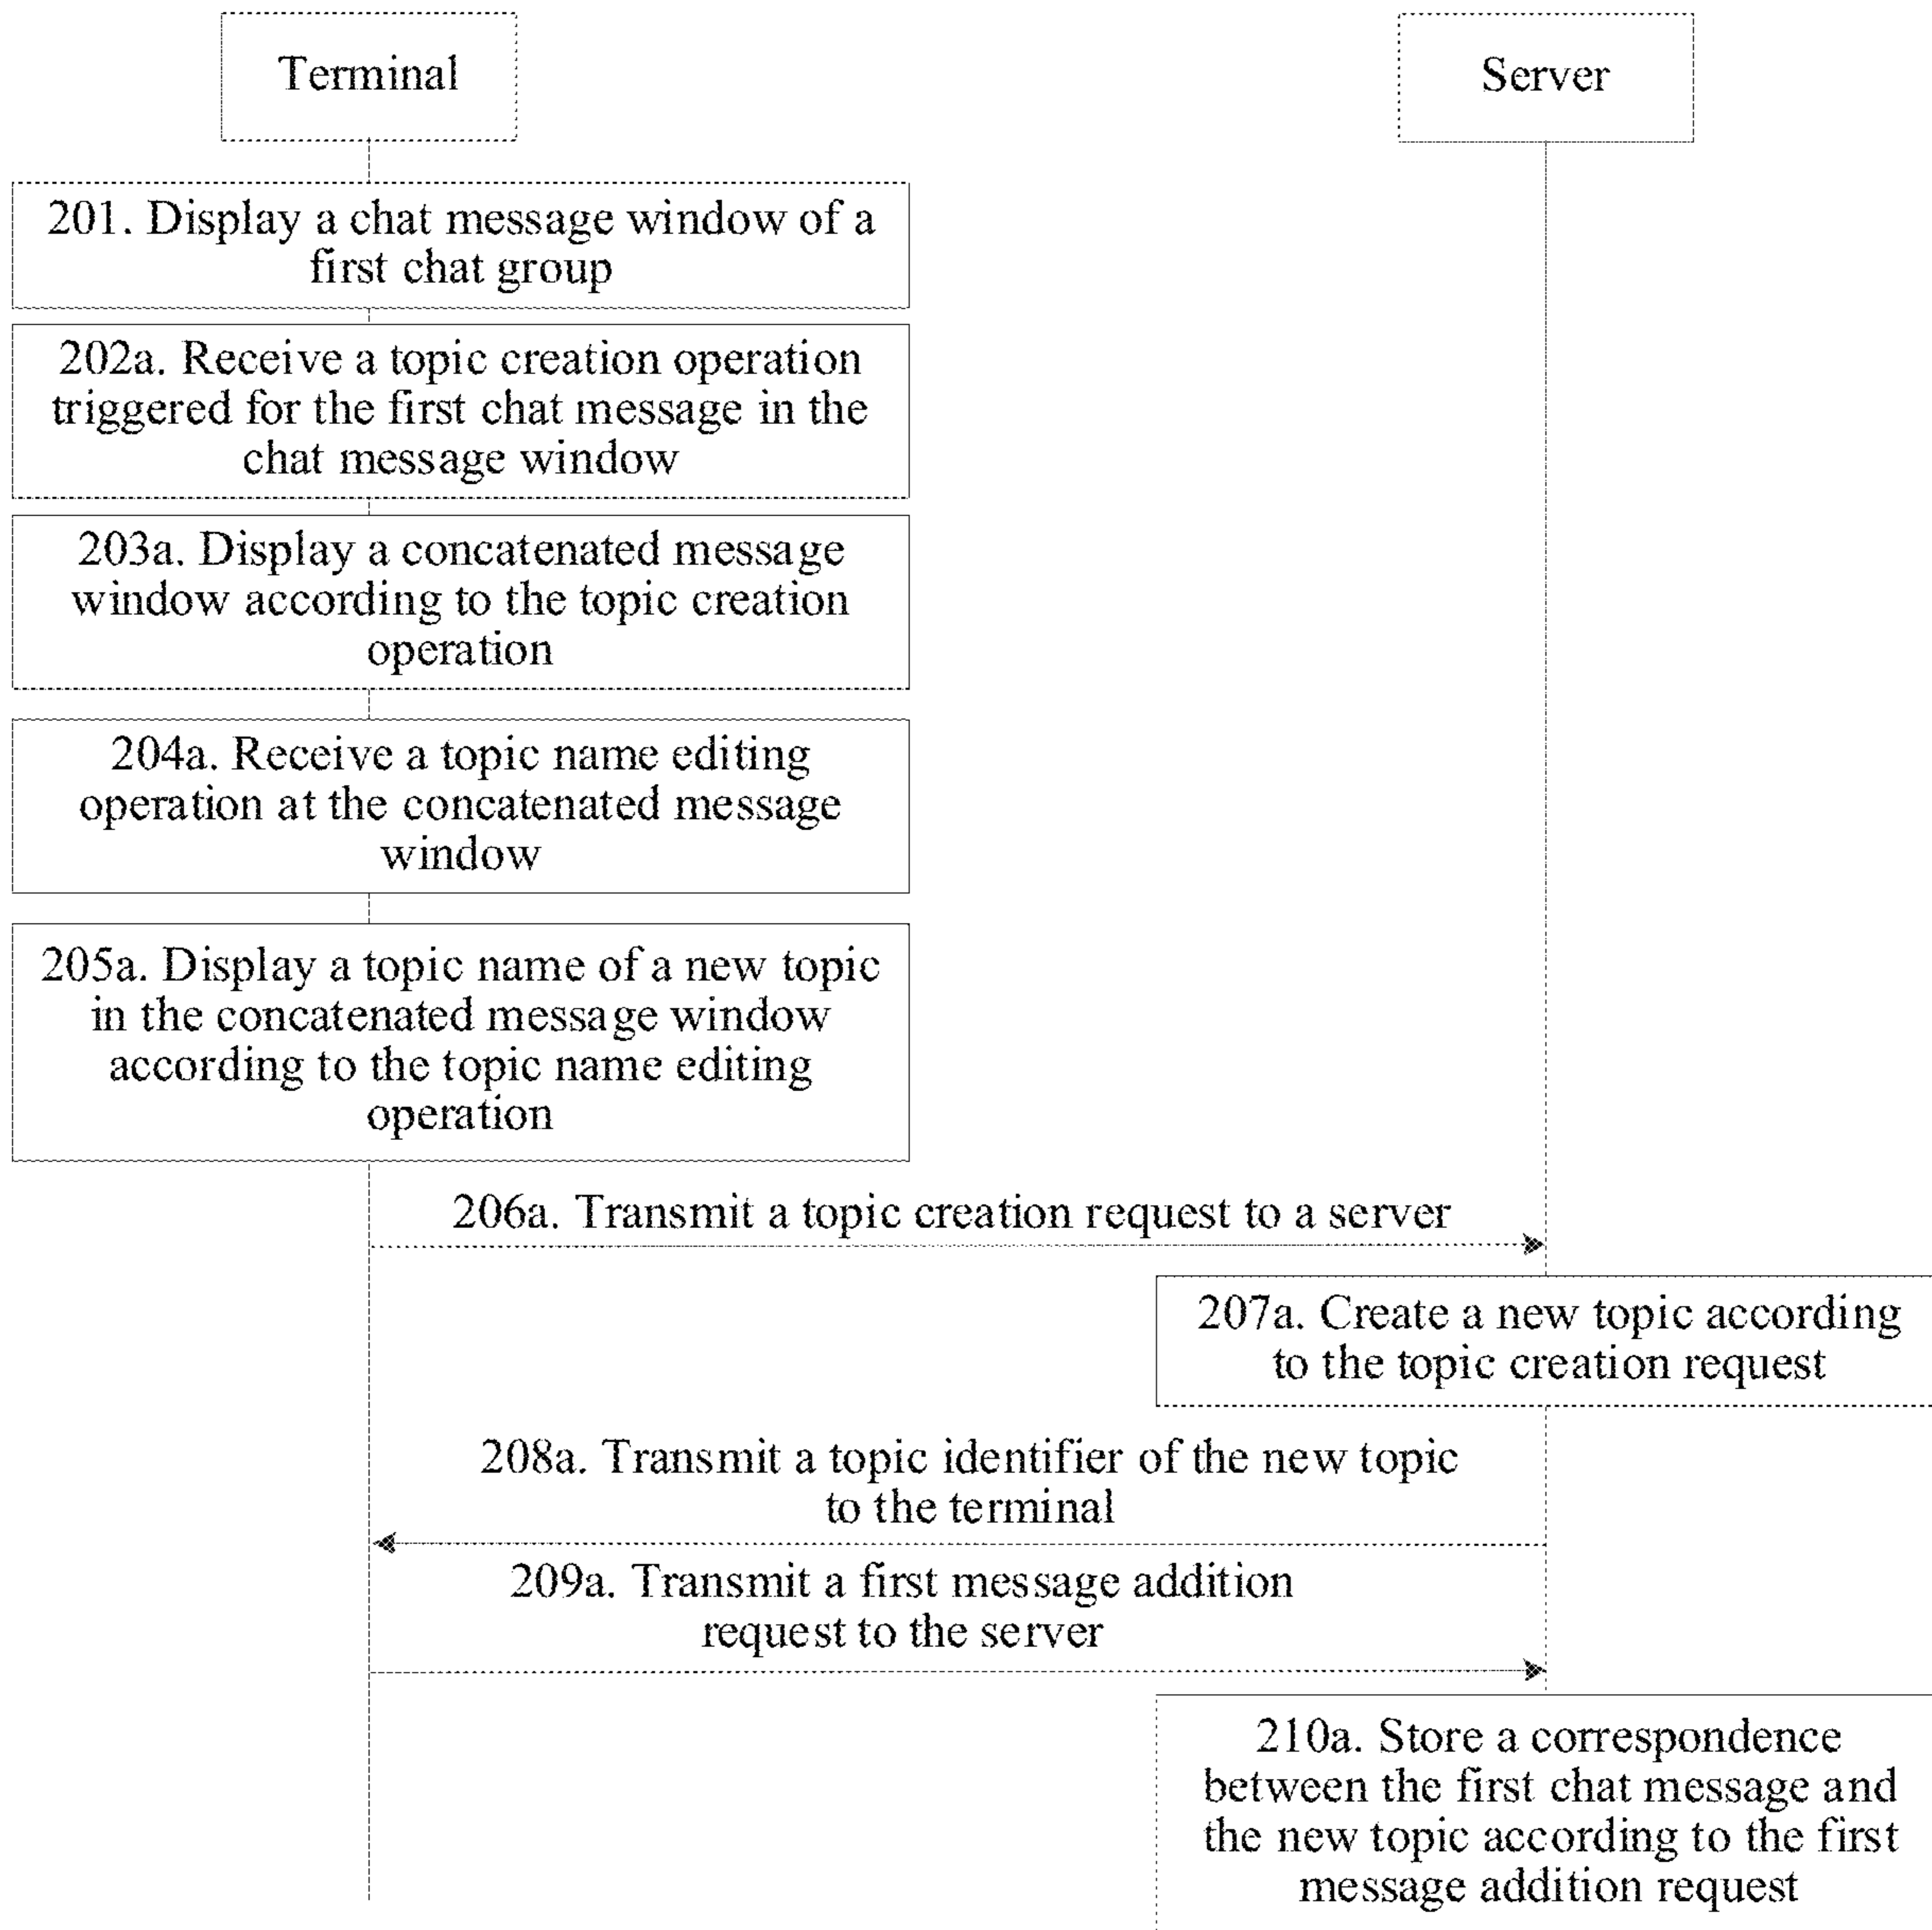 Terminal
Server
201. Display a chat message window of a
first chat group
202a. Receive a topic creation operation
triggered for the first chat message in the
chat message window
203a. Display a concatenated message
window according to the topic creation
operation
204a. Receive a topic name editing
operation at the concatenated message
window
205a. Display a topic name of a new topic
in the concatenated message window
according to the topic name editing
operation
206a. Transmit a topic creation request to a server
207a. Create a new topic according
to the topic creation request
208a. Transmit a topic identifier of the new topic
to the terminal
209a. Transmit a first message addition
request to the server
210a. Store a correspondence
between the first chat message and
the new topic according to the first
message addition request